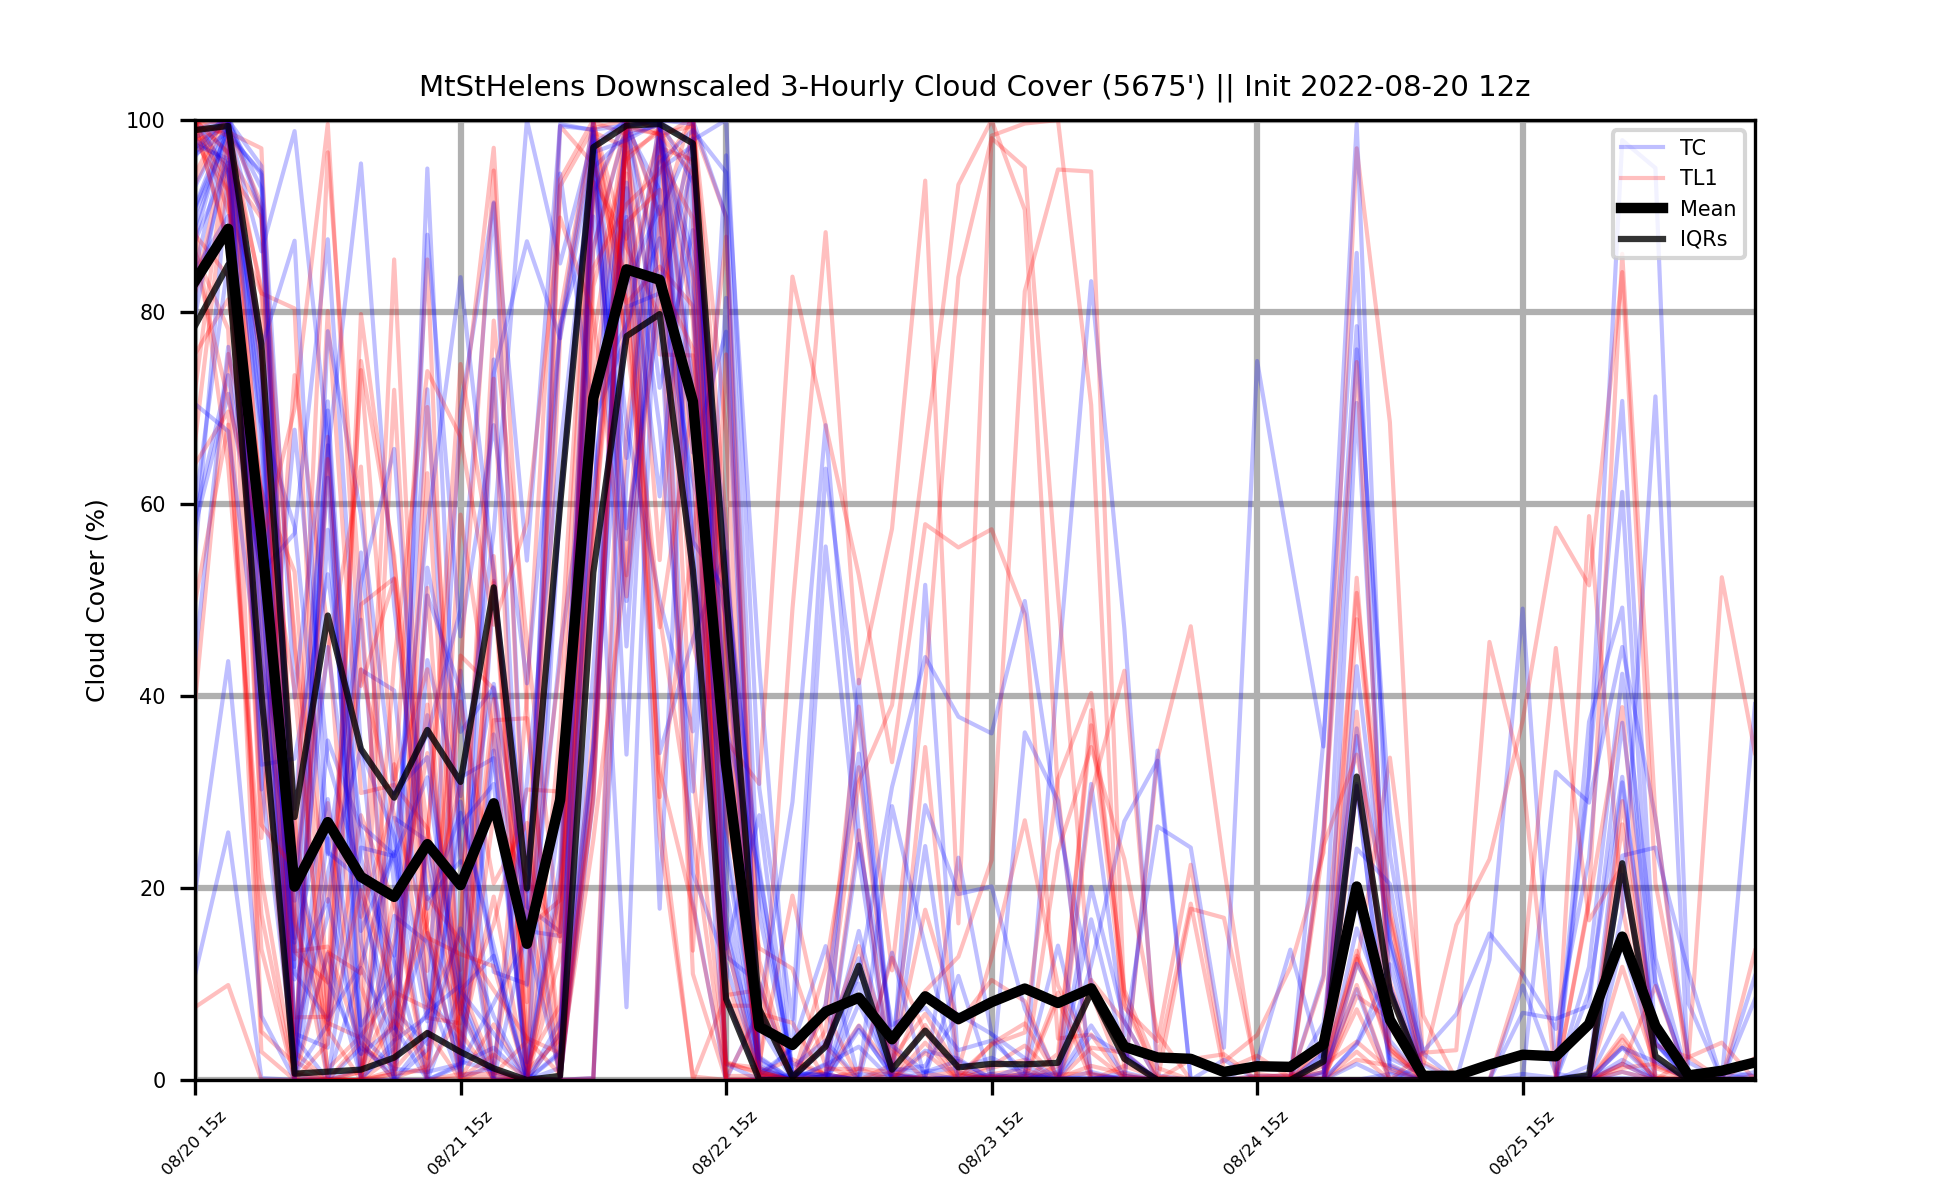 MtStHelens Downscaled 3-Hourly Cloud Cover (5675') || Init 2022-08-20 12z
TC
TL1
Mean
IQRs
Cloud Cover (%)
100
80
60
40
20
0
08/20 15z
08/21 15z
08/22 15z
08/23 15z
08/24 15z
08/25 15z